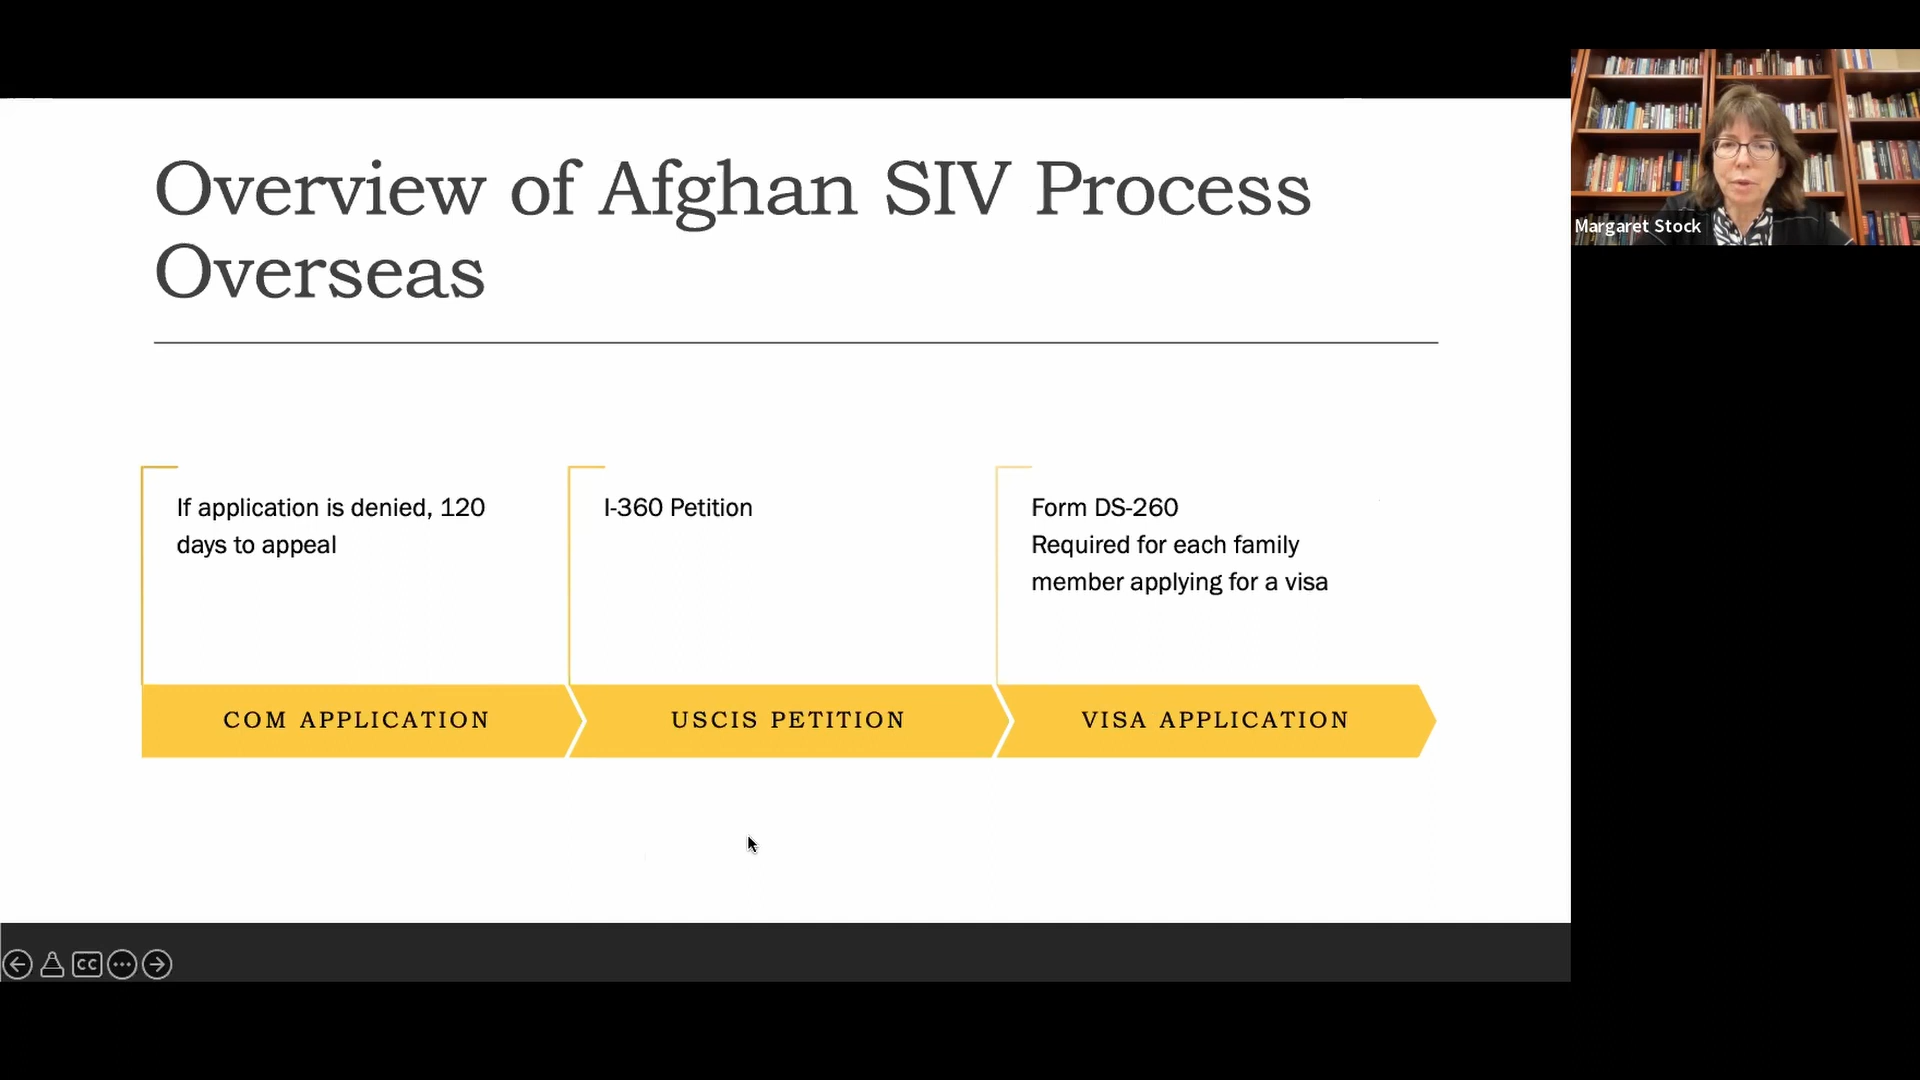 Overview of Afghan SIV Process
Overseas
If application is denied, 120
days to appeal
I-360 Petition
Form DS-260
Required for each family
member applying for a visa
COM APPLICATION
USCIS PETITION
VISA APPLICATION
Margaret Stock
CC